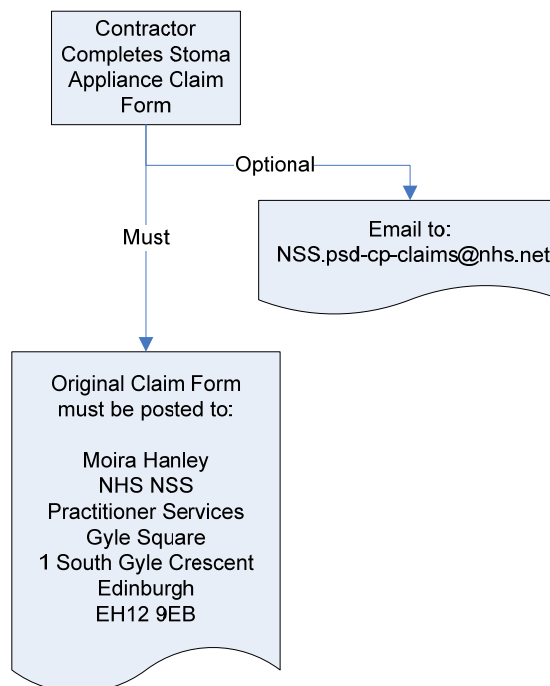 Contractor
Completes Stoma
Appliance Claim
Form
Optional
Must
Email to:
NSS.psd-cp-claims@nhs.net
Original Claim Form
must be posted to:
Moira Hanley
NHS NSS
Practitioner Services
Gyle Square
1 South Gyle Crescent
Edinburgh
EH12 9EB